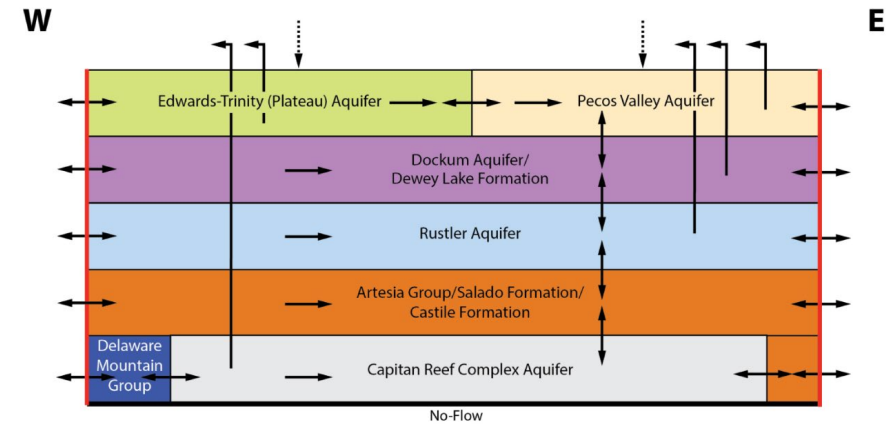 W
E
Edwards-Trinity (Plateau) Aquifer
Pecos Valley Aquifer
Dockum Aquifer/
Dewey Lake Formation
Rustler Aquifer
Artesia Group/Salado Formation/
Castile Formation
Delaware
Mountain
Group
Capitan Reef Complex Aquifer
No-Flow